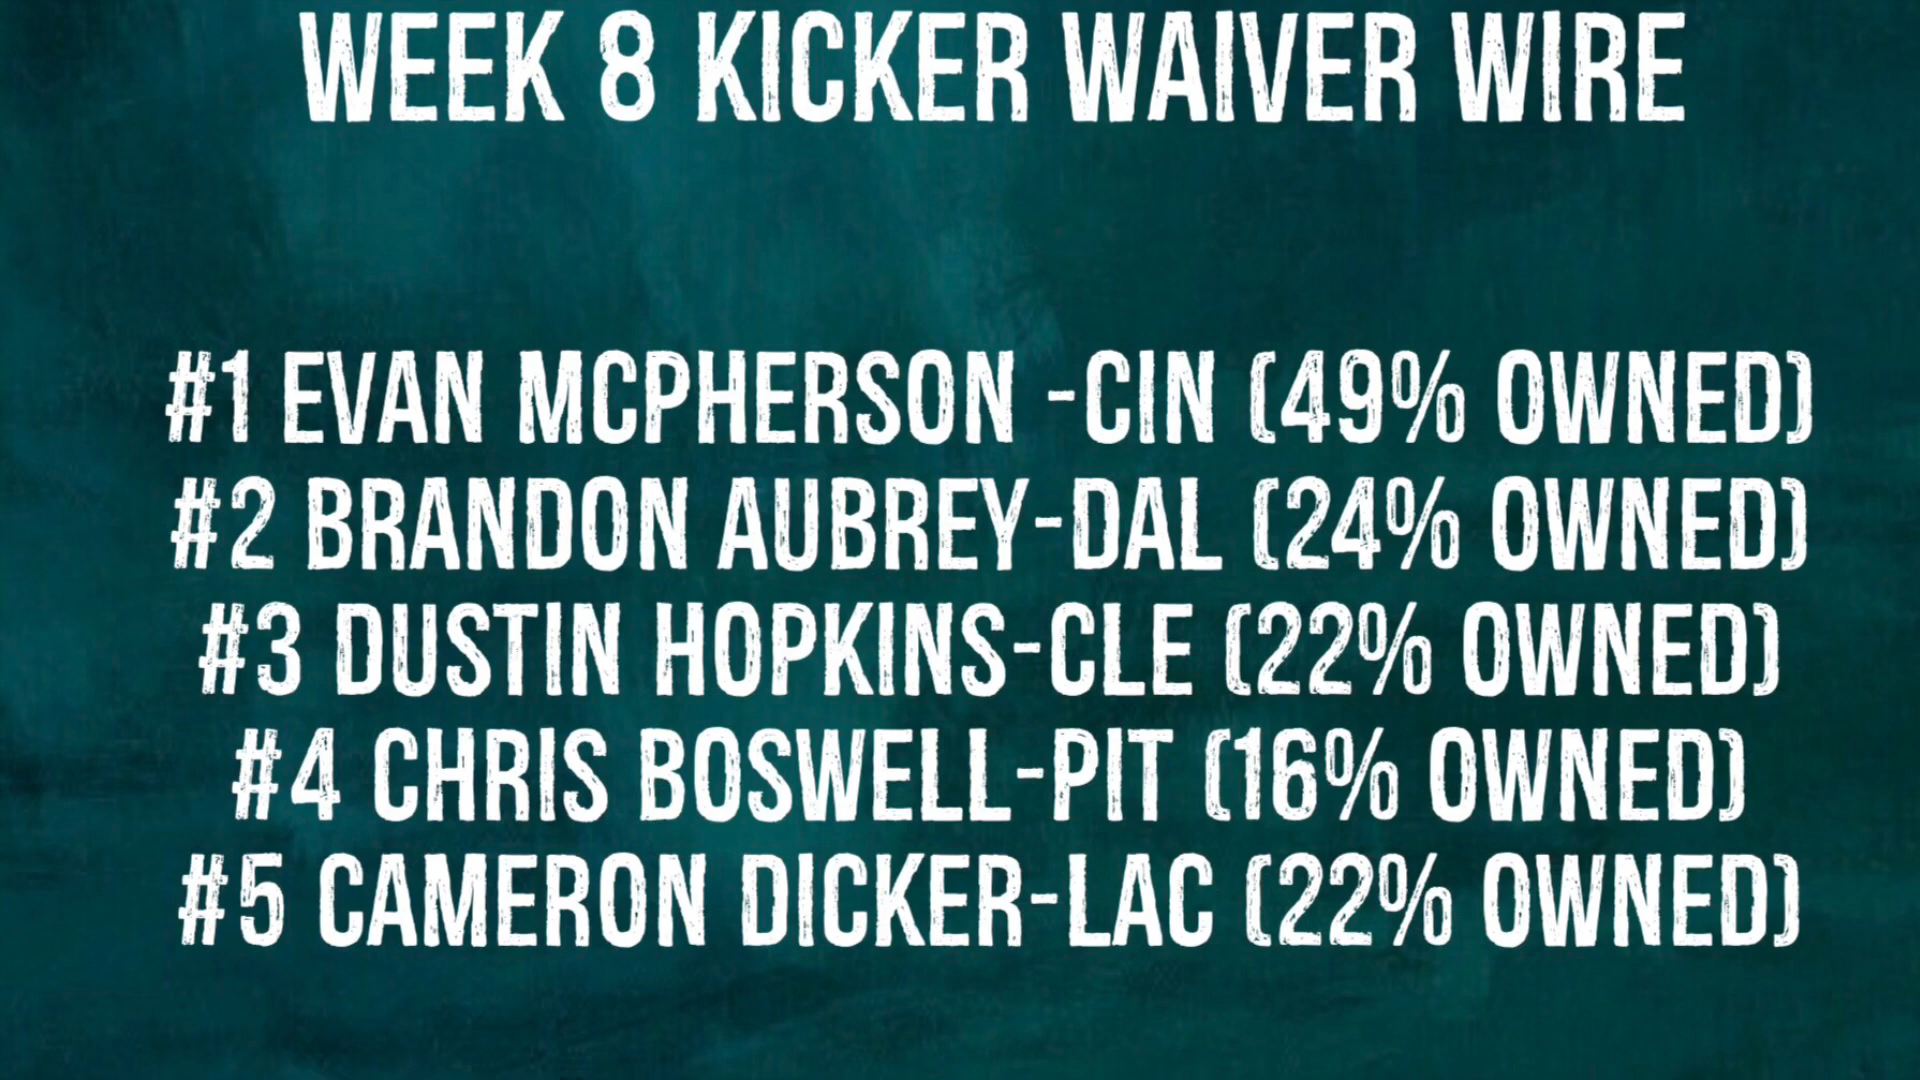 WEEK 8 KICKER WAIVER WIRE
#1 EVAN MCPHERSON -CIN (49% OWNED)
#2 BRANDON AUBREY-DAL (24% OWNED)
#3 DUSTIN HOPKINS-CLE (22% OWNED)
#4 CHRIS BOSWELL-PIT (16% OWNED)
#5 CAMERON DICKER-LAC (22% OWNED)